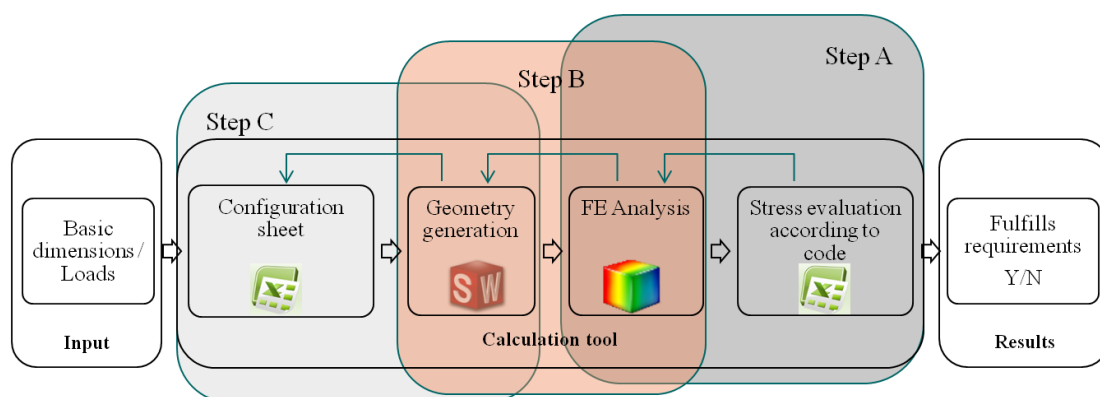 Step A
Step B
Step C
Basic
dimensions /
Loads
Input
Configuration
sheet
X
Geometry
generation
S W
FE Analysis
Stress evaluation
according to
code
X
Calculation tool
Fulfills
requirements
Y/N
Results